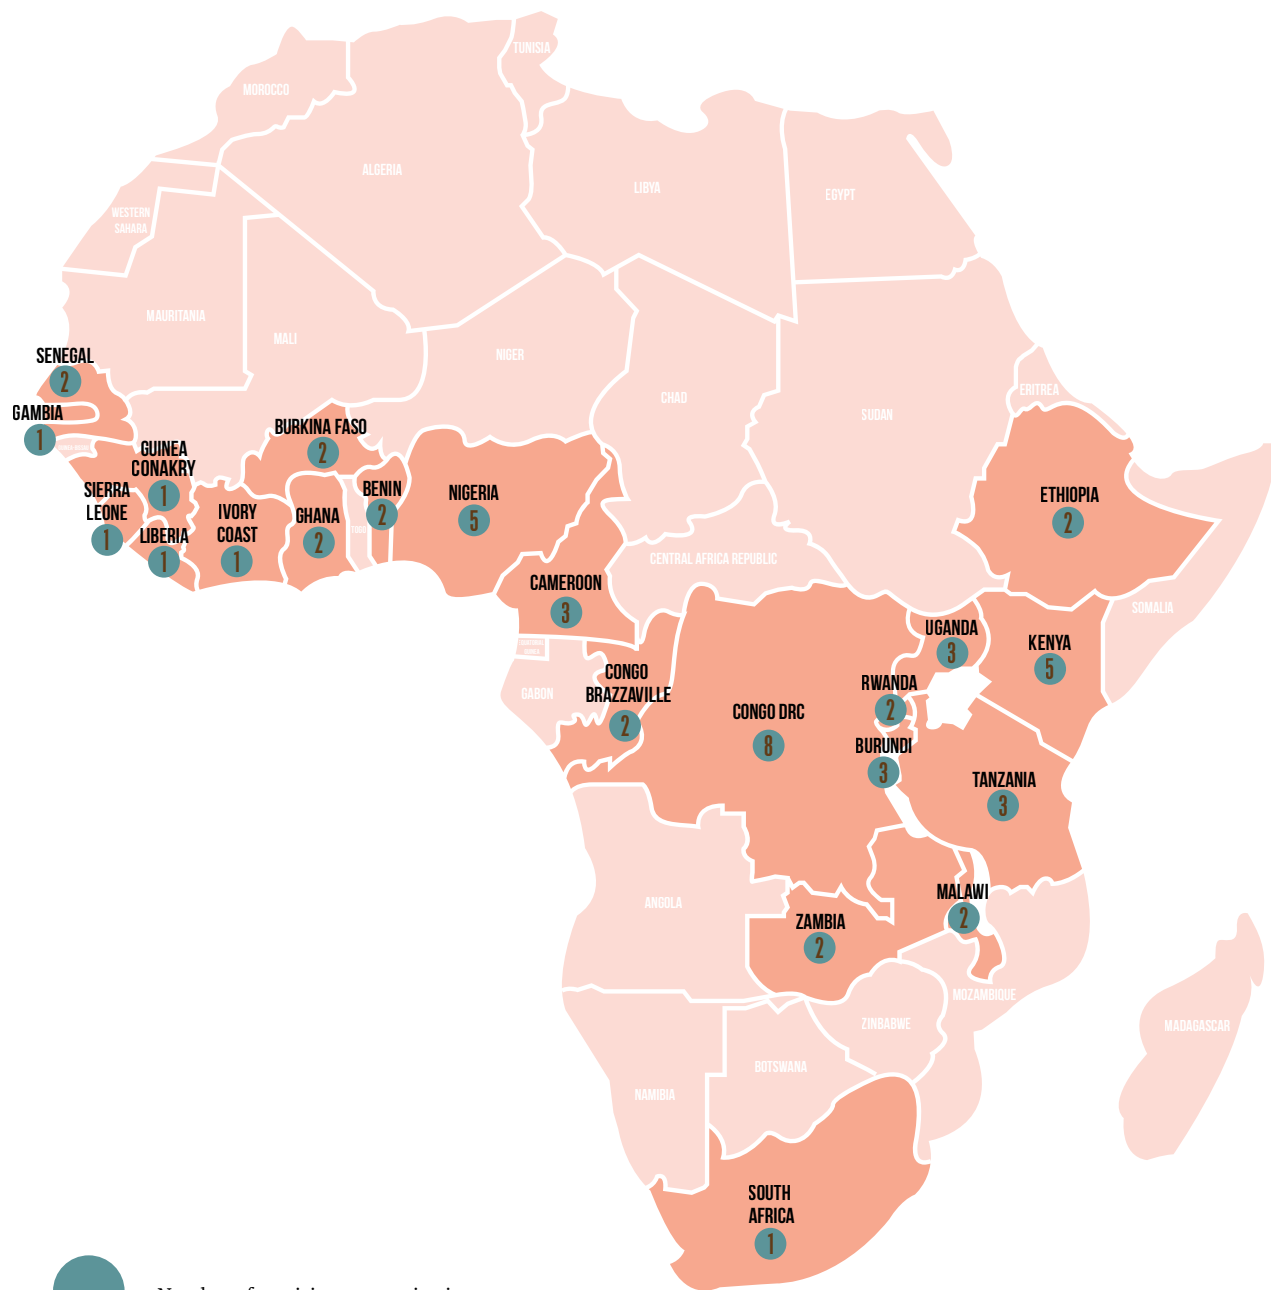 TUNISIA
MOROCCO
ALGERIA
LIBYA
EGYPT
WESTERN
SAHARA
MAURITANIA
MALI
NIGER
CHAD
SUDAN
ERITREA
SENEGAL
2
GAMBIA
1
GUINEA
CONAKRY
1
SIERRA
LEONE
1
LIBERIA
1
IVORY
COAST
1
BURKINA FASO
2
GHANA
2
TOGO
BENIN
2
NIGERIA
5
ETHIOPIA
2
CENTRAL AFRICA REPUBLIC
CAMEROON
3
SOMALIA
UGANDA
3
KENYA
5
GABON
CONGO
BRAZZAVILLE
2
CONGO DRC
8
RWANDA
2
BURUNDI
3
TANZANIA
3
ANGOLA
ZAMBIA
2
MALAWI
2
MOZAMBIQUE
ZINBABWE
MADAGASCAR
BOTSWANA
NAMIBIA
SOUTH
AFRICA
1